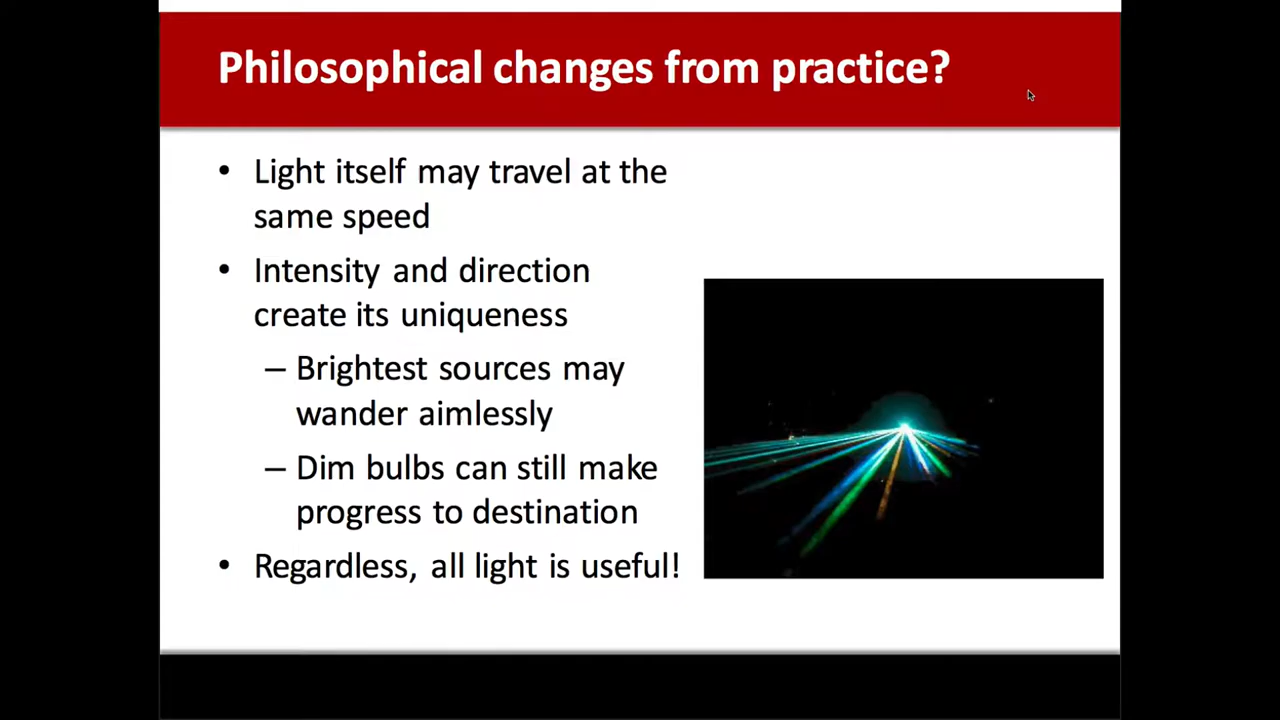 Philosophical changes from practice?
• Light itself may travel at the
same speed
• Intensity and direction
create its uniqueness
– Brightest sources may
wander aimlessly
– Dim bulbs can still make
progress to destination
• Regardless, all light is useful!